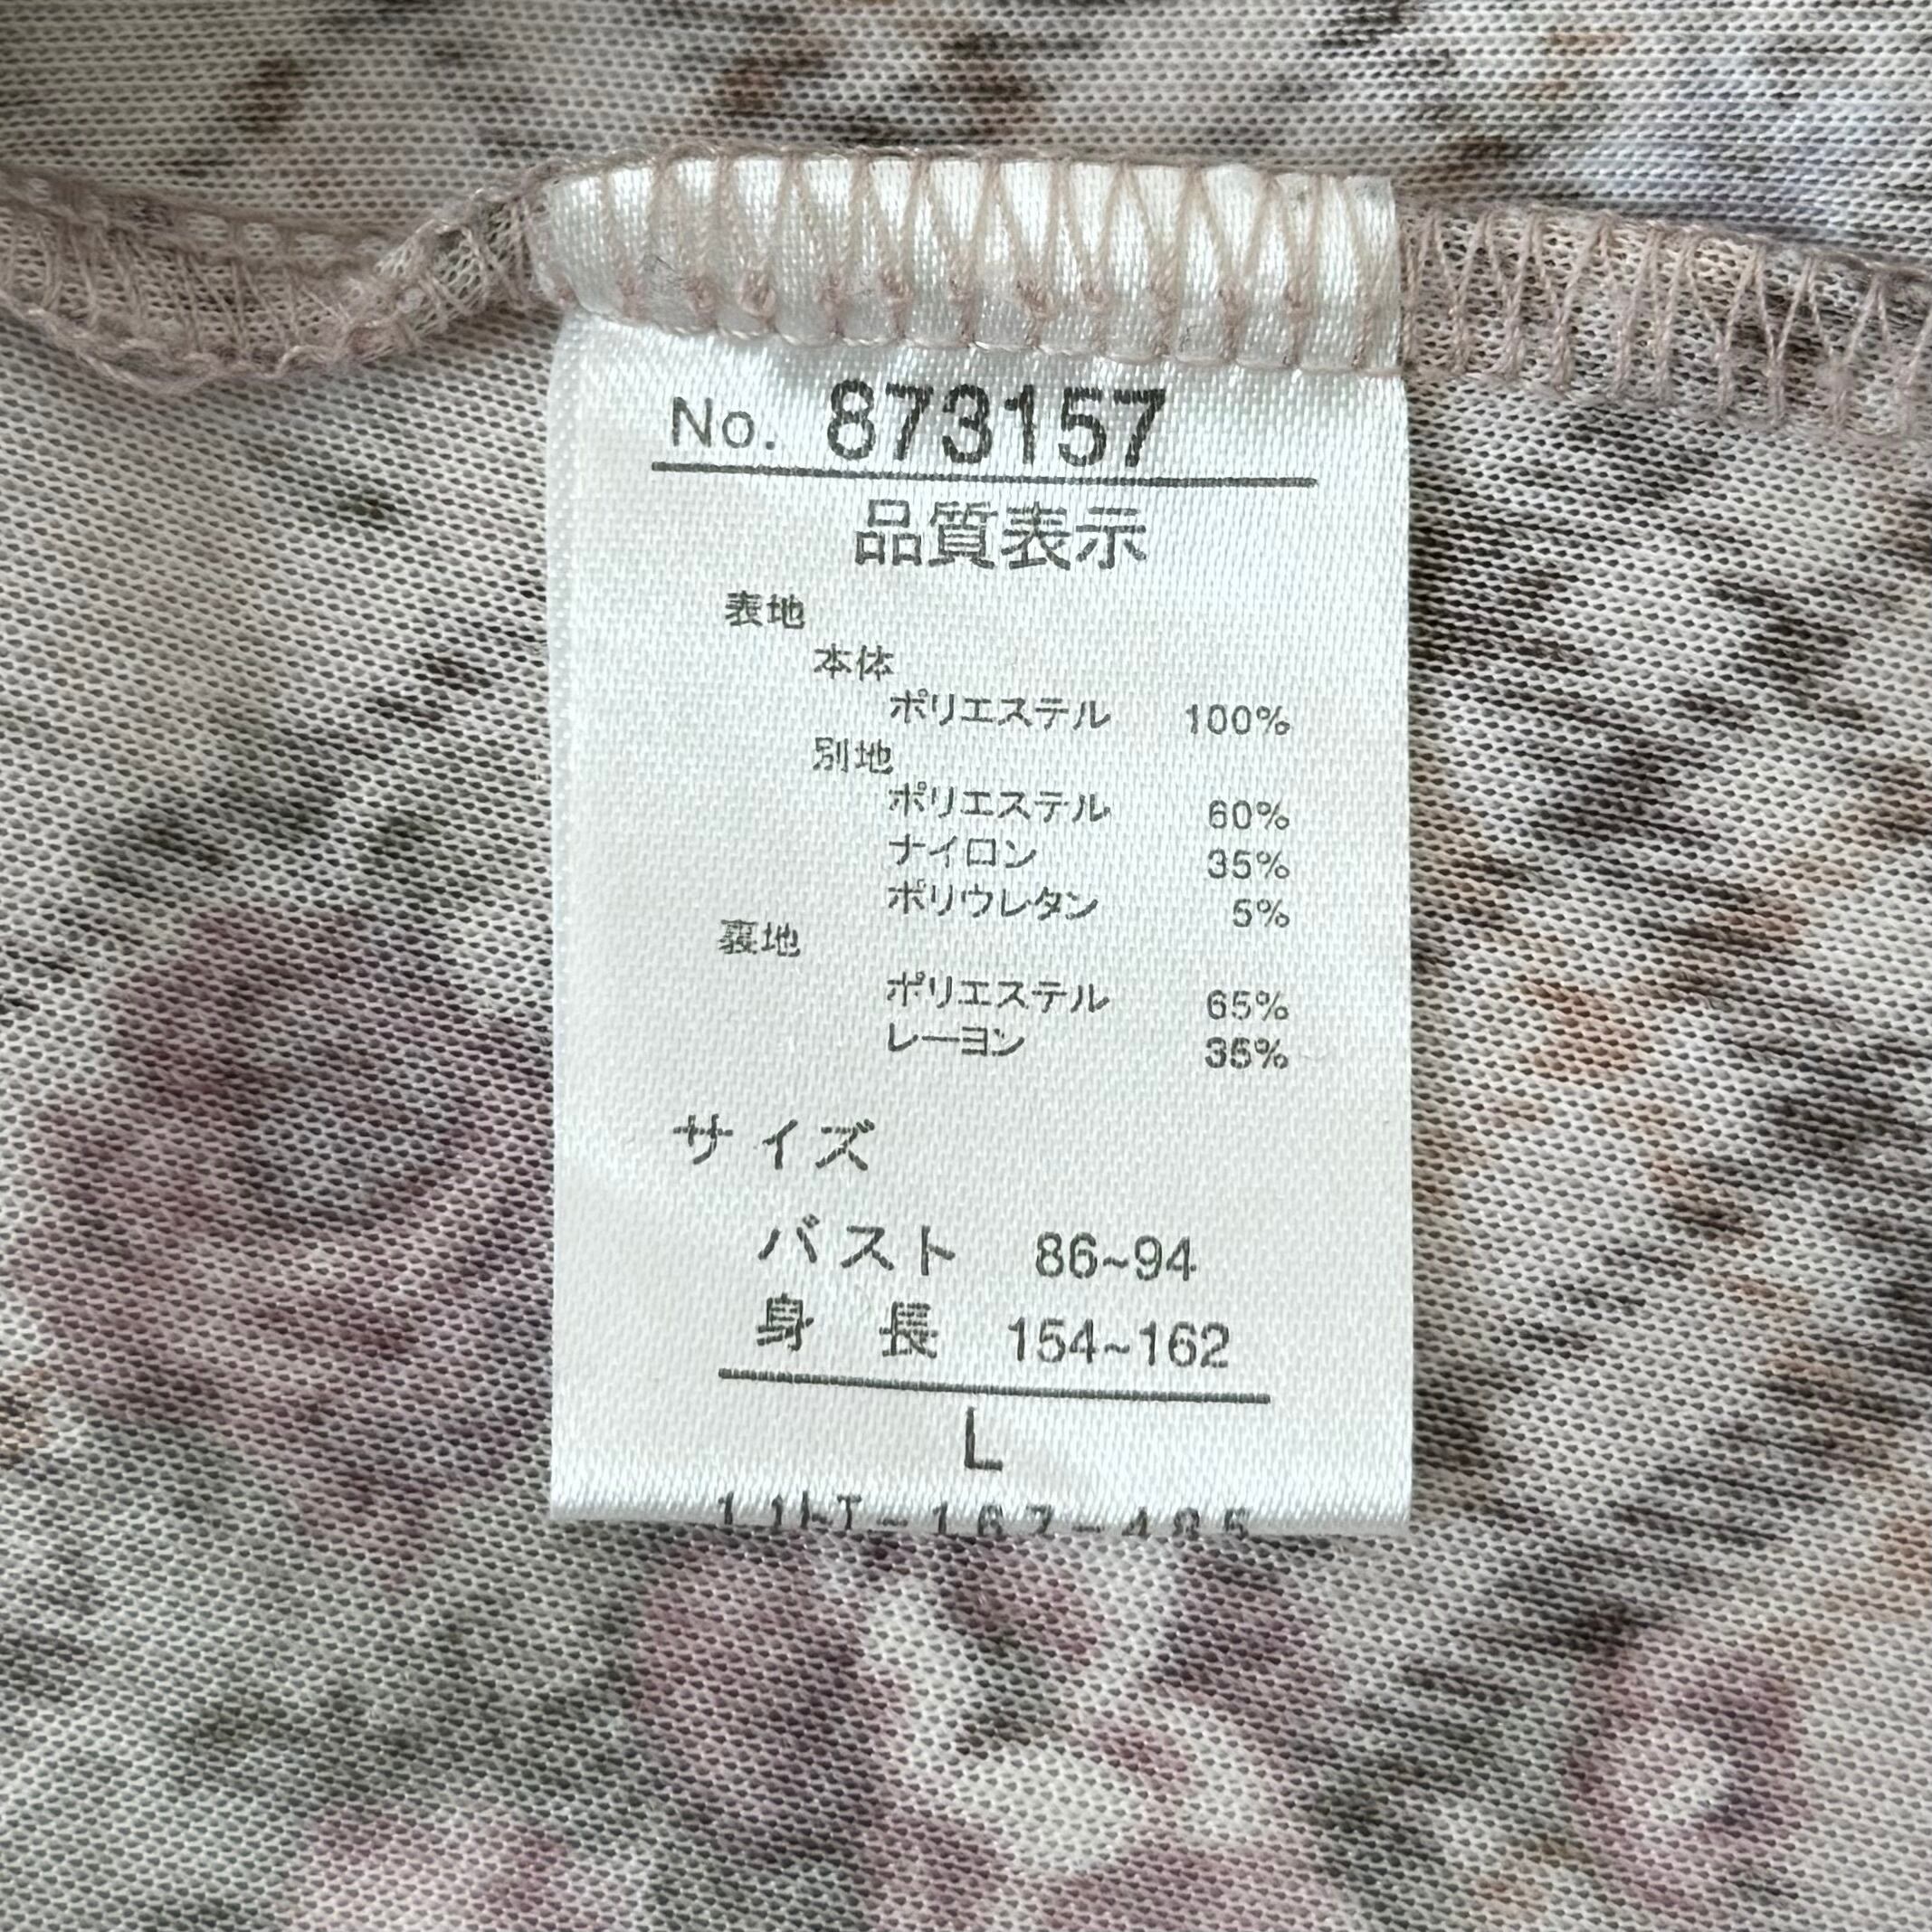 No. 873157
品質表示
表地
本体
ポリエステル 100%
別地
ポリエステル 60%
ナイロン 35%
ポリウレタン 5%
裏地
ポリエステル 65%
レーヨン 35%
サイズ
バスト 86~94
身長 154~162
L